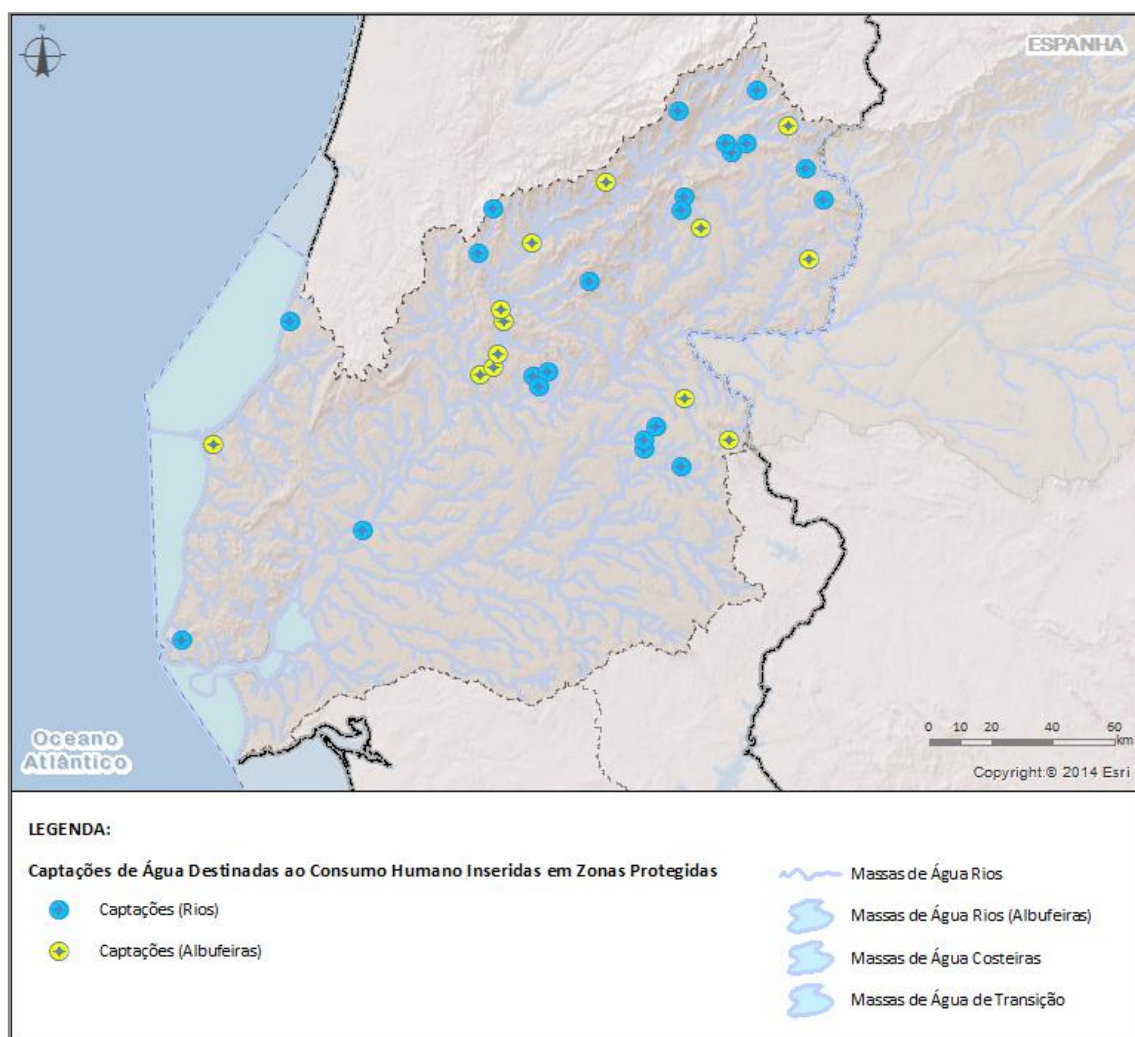 N
ESPANHA
Oceano
Atlântico
0 10 20 40 60
km
Copyright:© 2014 Esri
LEGENDA:
Captações de Água Destinadas ao Consumo Humano Inseridas em Zonas Protegidas
Captações (Rios)
Captações (Albufeiras)
Massas de Água Rios
Massas de Água Rios (Albufeiras)
Massas de Água Costeiras
Massas de Água de Transição